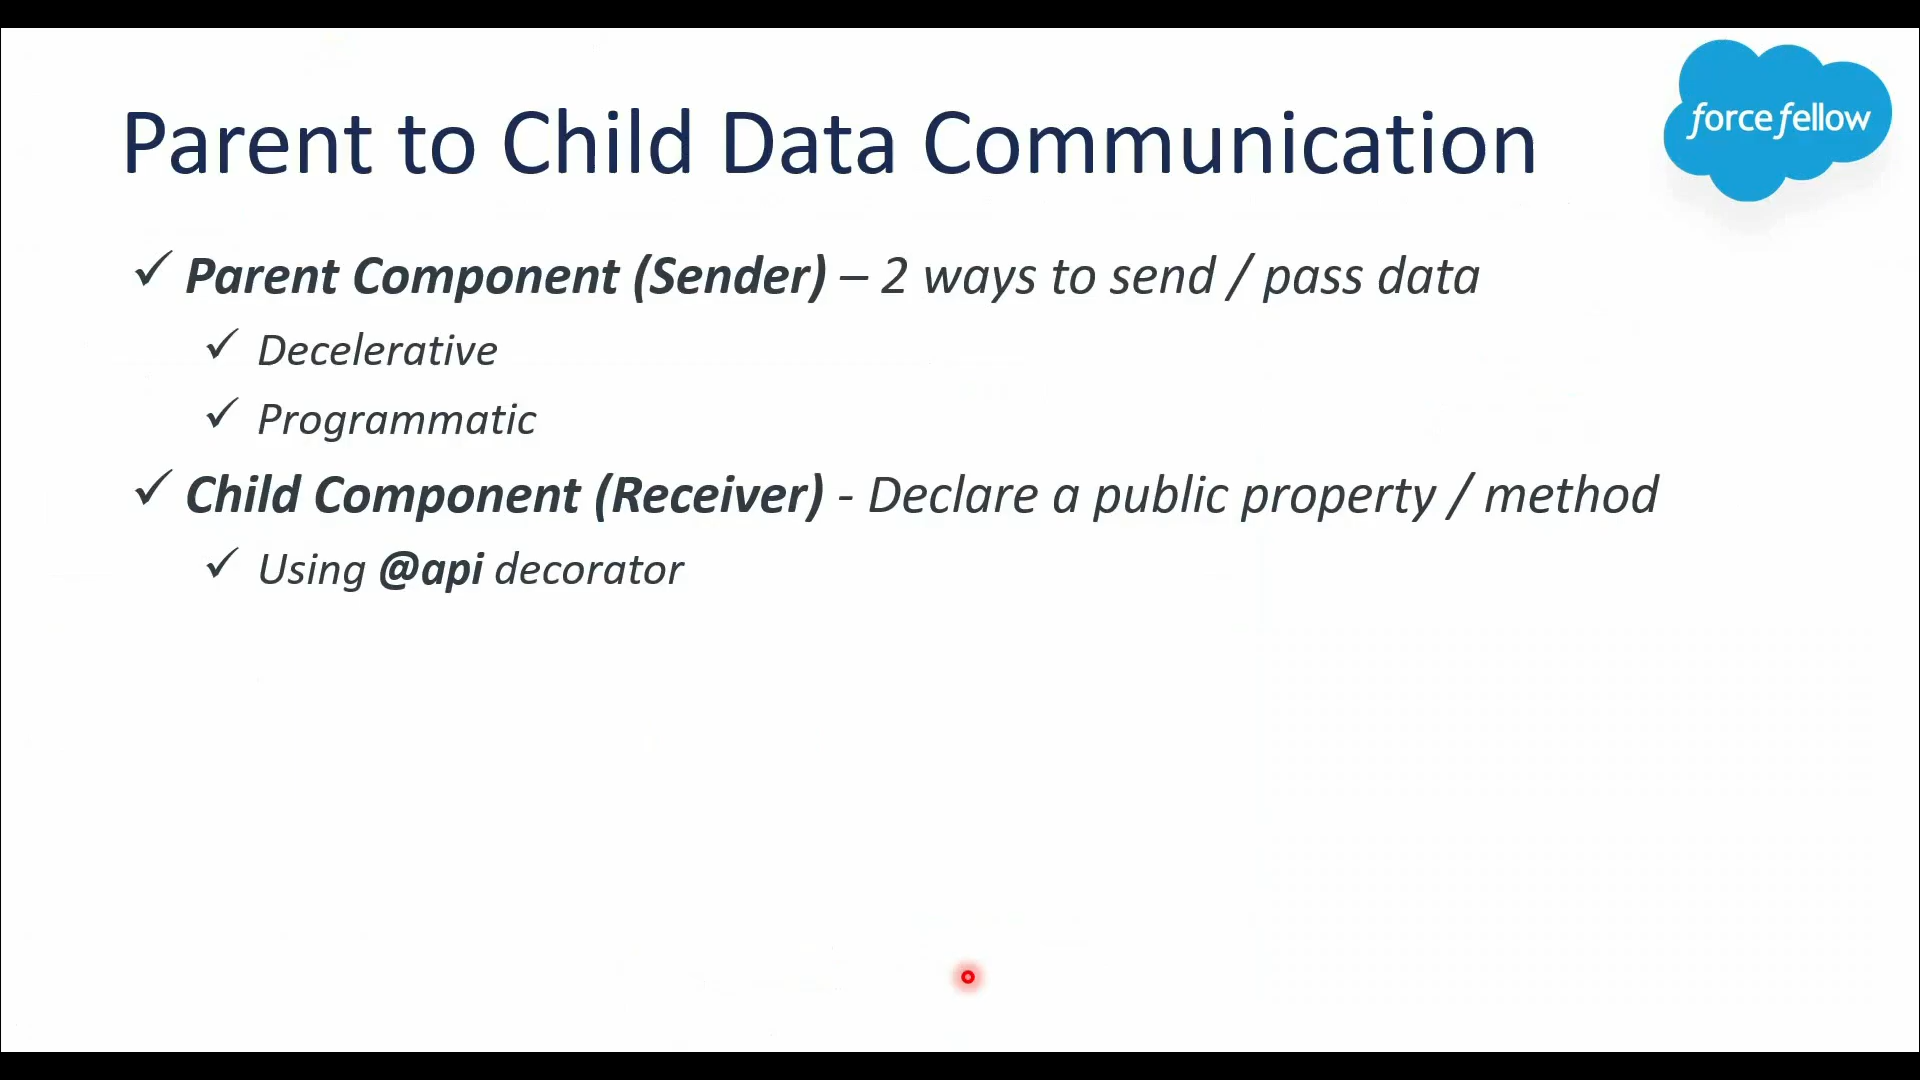 Parent to Child Data Communication
force fellow
✓ Parent Component (Sender) – 2 ways to send / pass data
✓ Decelerative
✓ Programmatic
✓ Child Component (Receiver) - Declare a public property / method
✓ Using @api decorator